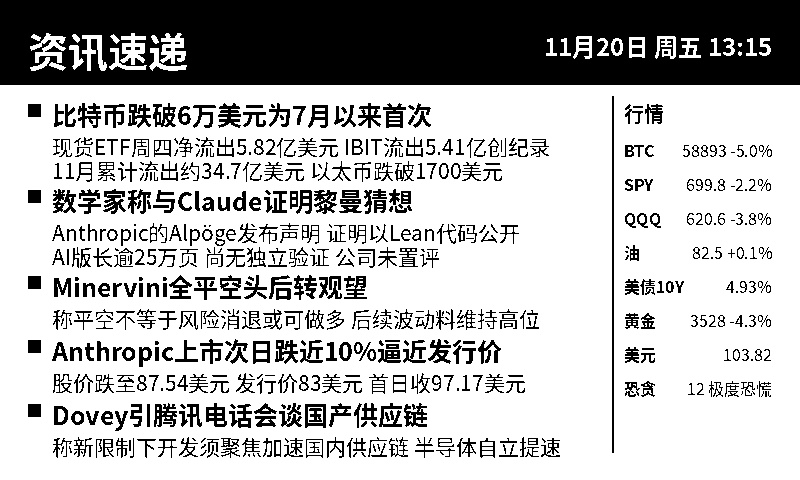 资讯速递
11月20日 周五 13:15
比特币跌破6万美元为7月以来首次
现货ETF周四净流出5.82亿美元 IBIT流出5.41亿创纪录
11月累计流出约34.7亿美元 以太币跌破1700美元
数学家称与Claude证明黎曼猜想
Anthropic的Alpöge发布声明 证明以Lean代码公开
AI版长逾25万页 尚无独立验证 公司未置评
Minervini全平空头后转观望
称平空不等于风险消退或可做多 后续波动料维持高位
Anthropic上市次日跌近10%逼近发行价
股价跌至87.54美元 发行价83美元 首日收97.17美元
Dovey引腾讯电话会谈国产供应链
称新限制下开发须聚焦加速国内供应链 半导体自立提速
行情
BTC 58893 -5.0%
SPY 699.8 -2.2%
QQQ 620.6 -3.8%
油 82.5 +0.1%
美债10Y 4.93%
黄金 3528 -4.3%
美元 103.82
恐贪 12 极度恐慌